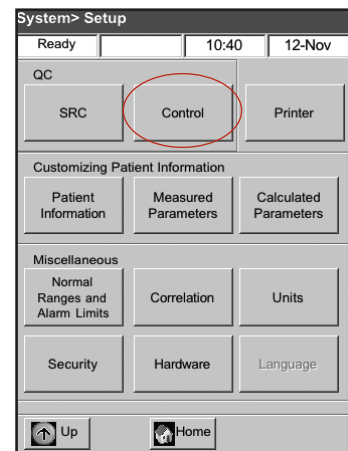 System> Setup
Ready 10:40 12-Nov
QC
SRC Control Printer
Customizing Patient Information
Patient
Information
Measured
Parameters
Calculated
Parameters
Miscellaneous
Normal
Ranges and
Alarm Limits
Correlation
Units
Security Hardware Language
Up Home